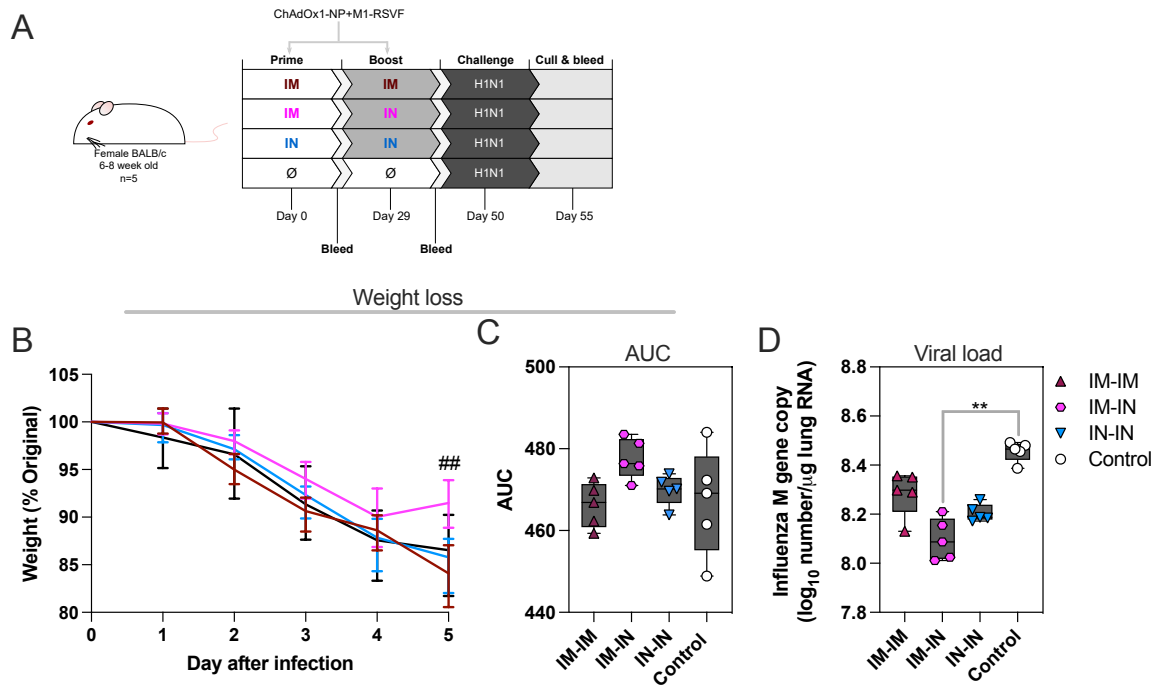 A
ChAdOx1-NP+M1-RSVF
Prime Boost Challenge Cull & bleed
IM IM H1N1
IM IN H1N1
IN IN H1N1
Ø Ø H1N1
Female BALB/c
6-8 week old
n=5
Day 0 Day 29 Day 50 Day 55
Bleed Bleed
Weight loss
B
Weight (% Original)
105
100
95
90
85
80
##
0 1 2 3 4 5
Day after infection
C
AUC
AUC
500
480
460
440
IM-IM IM-IN IN-IN Control
D
Viral load
Influenza M gene copy
(log10 number/μg lung RNA)
8.8
8.6
8.4
8.2
8.0
7.8
**
IM-IM IM-IN IN-IN Control
IM-IM
IM-IN
IN-IN
Control